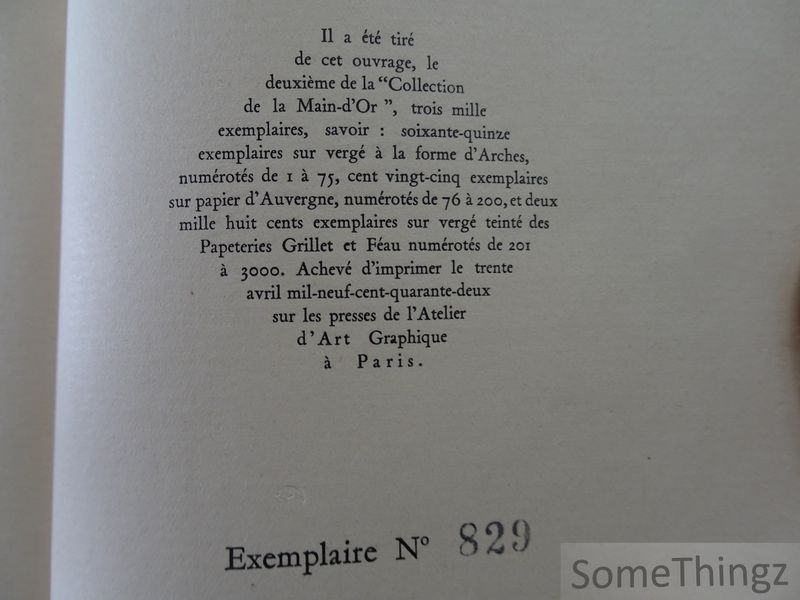 Il a été tiré
de cet ouvrage, le
deuxième de la “Collection
de la Main-d'Or ”, trois mille
exemplaires, savoir : soixante-quinze
exemplaires sur vergé à la forme d'Arches,
numérotés de 1 à 75, cent vingt-cinq exemplaires
sur papier d'Auvergne, numérotés de 76 à 200, et deux
mille huit cents exemplaires sur vergé teinté des
Papeteries Grillet et Féau numérotés de 201
à 3000. Achevé d'imprimer le trente
avril mil-neuf-cent-quarante-deux
sur les presses de l'Atelier
d'Art Graphique
à Paris.
Exemplaire Nº 829
SomeThingz